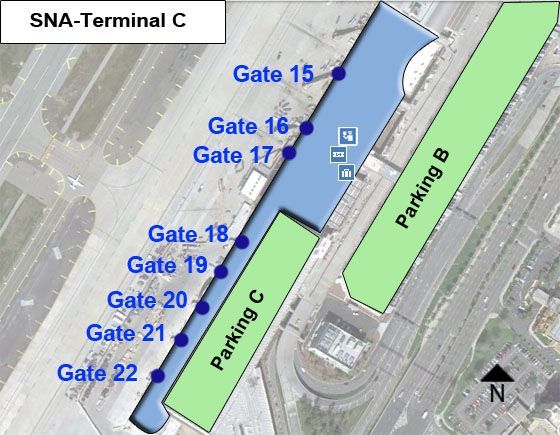 SNA-Terminal C
Gate 15
Gate 16
Gate 17
Gate 18
Gate 19
Gate 20
Gate 21
Gate 22
Parking B
Parking C
N